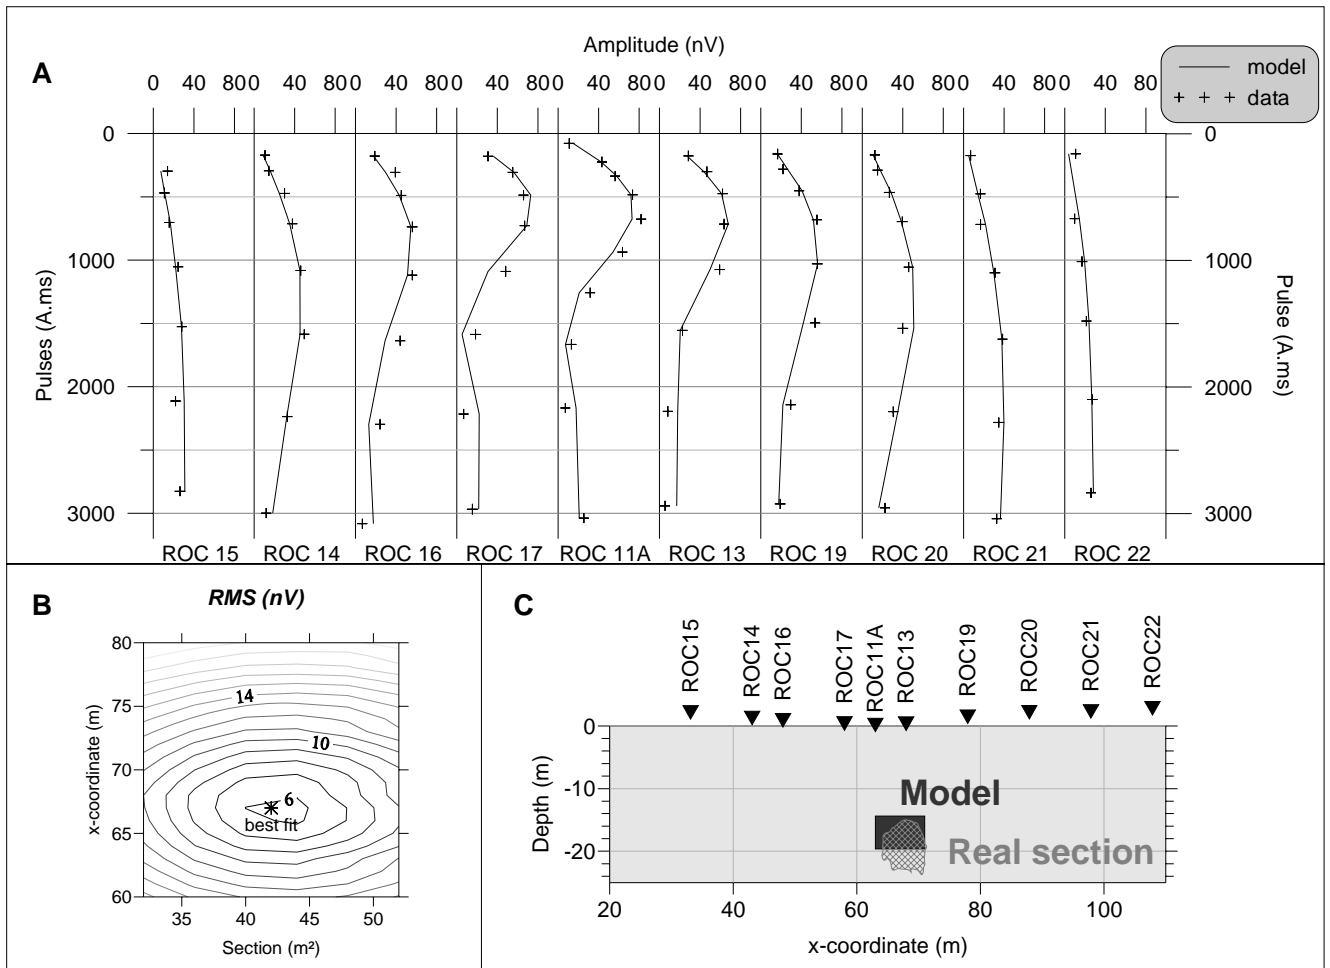 Amplitude (nV)
A
0 40 80 0 40 80 0 40 80 0 40 80 0 40 80 0 40 80 0 40 80 0 40 80 0 40 80 0 40 80
model
data
0 0
1000 1000
2000 2000
3000 3000
Pulses (A.ms)
Pulse (A.ms)
ROC 15 ROC 14 ROC 16 ROC 17 ROC 11A ROC 13 ROC 19 ROC 20 ROC 21 ROC 22
B
RMS (nV)
80
75
70
65
60
x-coordinate (m)
14
10
6
best fit
35 40 45 50
Section (m²)
C
ROC15 ROC14 ROC16 ROC17 ROC11A ROC13 ROC19 ROC20 ROC21 ROC22
0
-10
-20
Depth (m)
Model
Real section
20 40 60 80 100
x-coordinate (m)